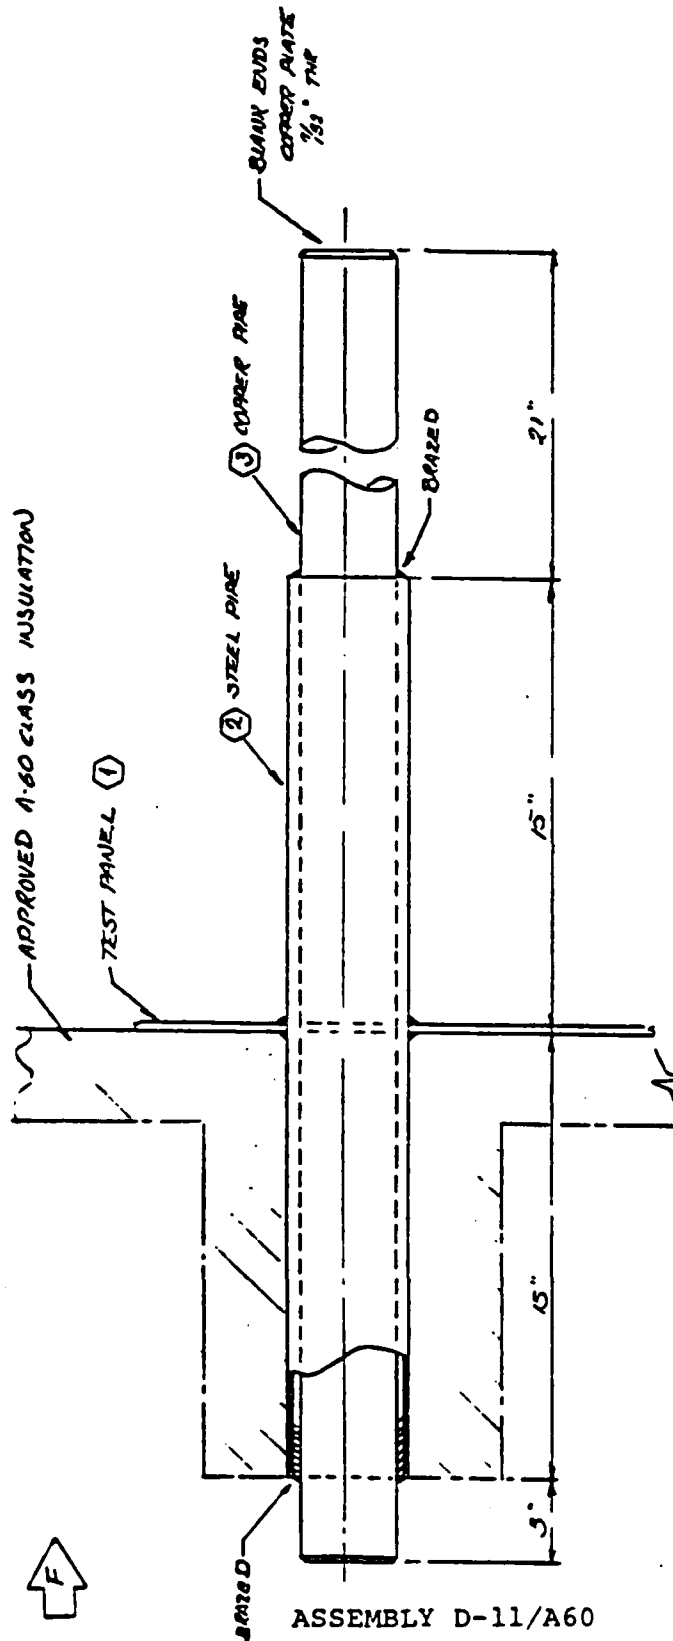 BLANK ENDS
COPPER PLATE
1/32" THK
③ COPPER PIPE
BRAZED
② STEEL PIPE
APPROVED A-60 CLASS INSULATION
TEST PANEL ①
21"
15"
15"
3"
BRAZED
F
ASSEMBLY D-11/A60